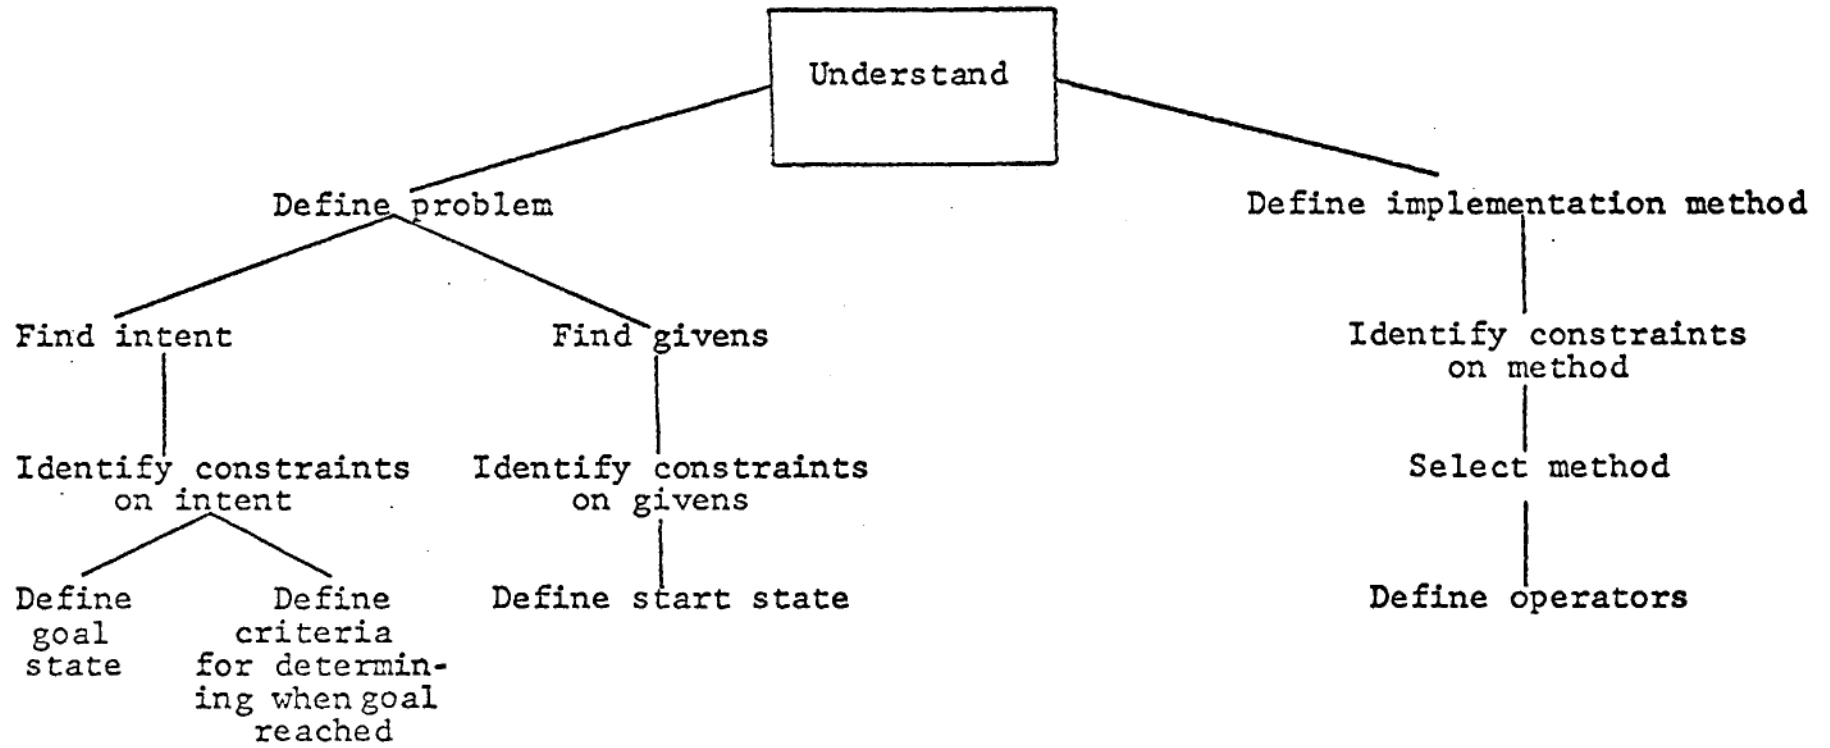 Understand
Define problem
Define implementation method
Find intent
Find givens
Identify constraints
on method
Identify constraints
on intent
Identify constraints
on givens
Select method
Define
goal
state
Define
criteria
for determin-
ing when goal
reached
Define start state
Define operators